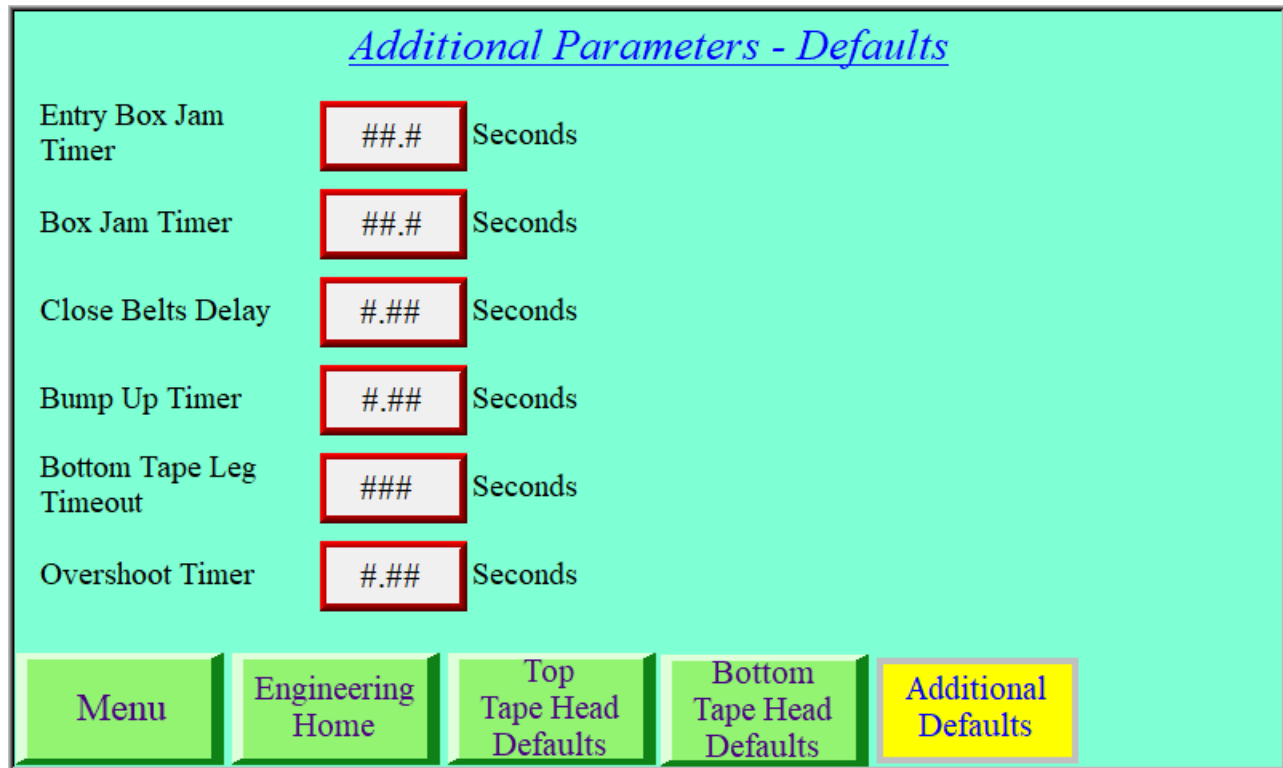 Additional Parameters - Defaults
Entry Box Jam
Timer
##.#
Seconds
Box Jam Timer
##.#
Seconds
Close Belts Delay
#.##
Seconds
Bump Up Timer
#.##
Seconds
Bottom Tape Leg
Timeout
###
Seconds
Overshoot Timer
#.##
Seconds
Menu
Engineering
Home
Top
Tape Head
Defaults
Bottom
Tape Head
Defaults
Additional
Defaults